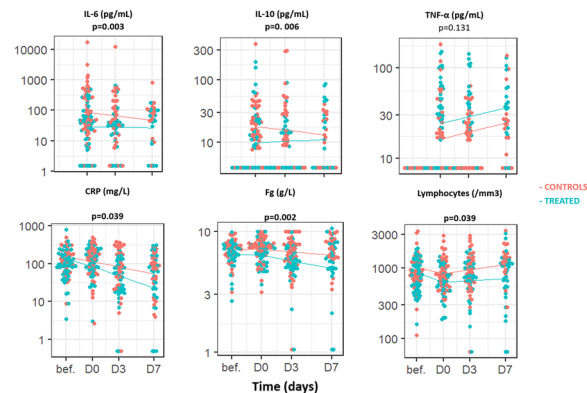 IL-6 (pg/mL)
p=0.003
10000
1000
100
10
1
IL-10 (pg/mL)
p=0. 006
300
100
30
10
TNF-α (pg/mL)
p=0.131
100
30
10
CRP (mg/L)
p=0.039
1000
100
10
1
bef. D0 D3 D7
Fg (g/L)
p=0.002
10
3
1
bef. D0 D3 D7
Lymphocytes (/mm3)
p=0.039
3000
1000
300
100
bef. D0 D3 D7
- CONTROLS
- TREATED
Time (days)